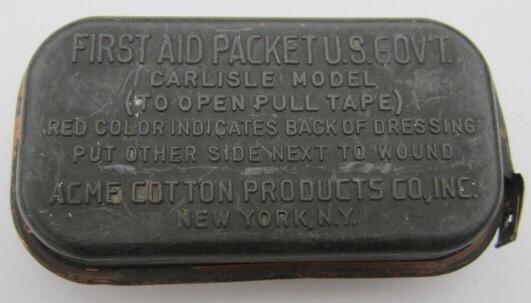 FIRST AID PACKET U.S. GOV'T.
CARLISLE MODEL
(TO OPEN PULL TAPE)
RED COLOR INDICATES BACK OF DRESSING
PUT OTHER SIDE NEXT TO WOUND
ACME COTTON PRODUCTS CO., INC.
NEW YORK, N.Y.